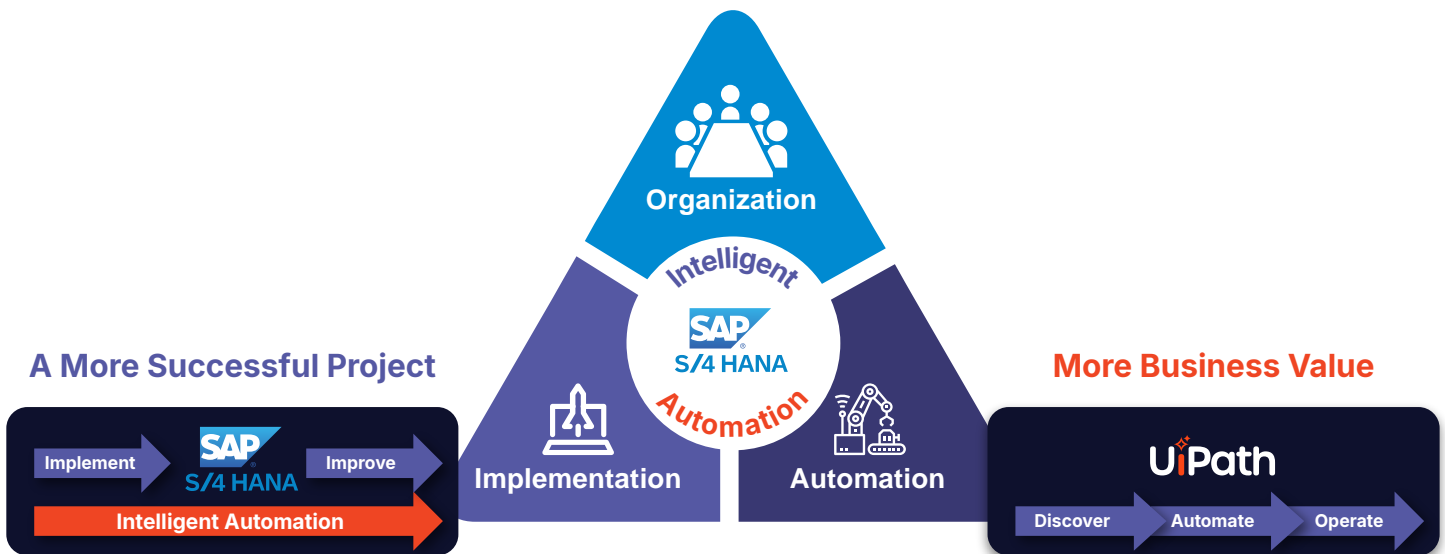 Organization
Intelligent
SAP
®
S/4 HANA
Automation
Implementation
Automation
A More Successful Project
Implement
SAP
®
S/4 HANA
Improve
Intelligent Automation
More Business Value
UiPath
Discover
Automate
Operate